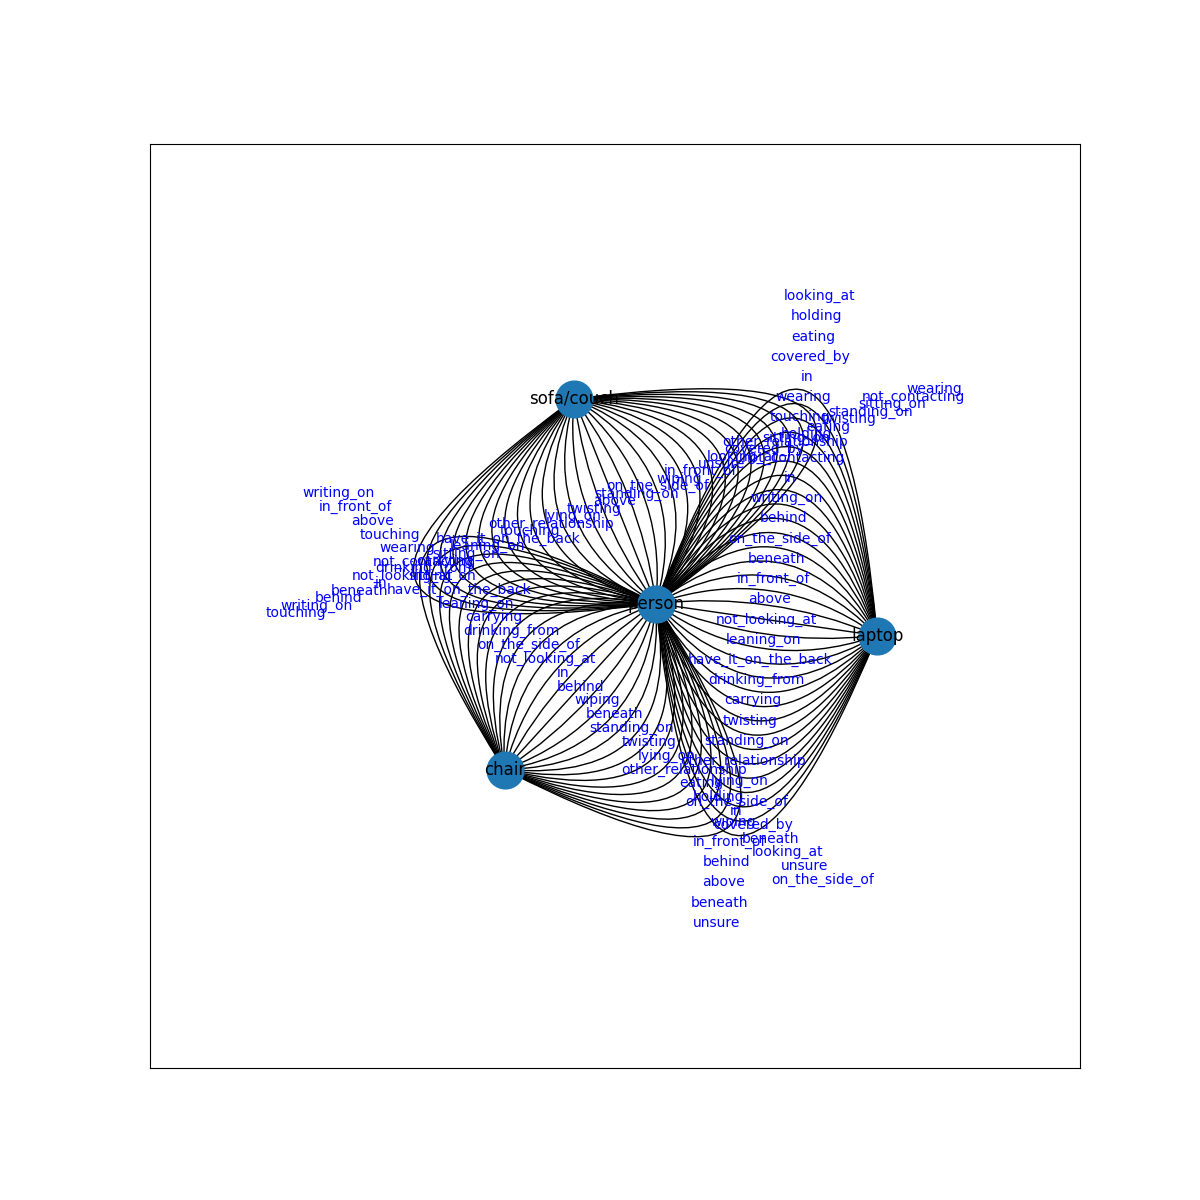 looking_at
holding
eating
covered_by
in
wearing
wearing
not_contacting
sitting_on
standing_on
twisting
eating
touching
sofa/couch
holding
other_relationship
covered_by
looking_at
not_contacting
unsure
in_front_of
wiping
in
on_the_side_of
standing_on
writing_on
above
twisting
lying_on
behind
other_relationship
touching
have_it_on_the_back
on_the_side_of
leaning_on
sitting_on
beneath
in_front_of
above
not_looking_at
leaning_on
have_it_on_the_back
drinking_from
carrying
twisting
standing_on
other_relationship
lying_on
on_the_side_of
wiping
in_front_of
behind
above
beneath
unsure
writing_on
in_front_of
above
touching
wearing
not_contacting
drinking_from
not_looking_at
in
beneath
behind
writing_on
touching
have_it_on_the_back
leaning_on
carrying
drinking_from
on_the_side_of
not_looking_at
in
behind
wiping
beneath
standing_on
twisting
lying_on
other_relationship
eating
holding
in
covered_by
beneath
looking_at
unsure
on_the_side_of
person
laptop
chair